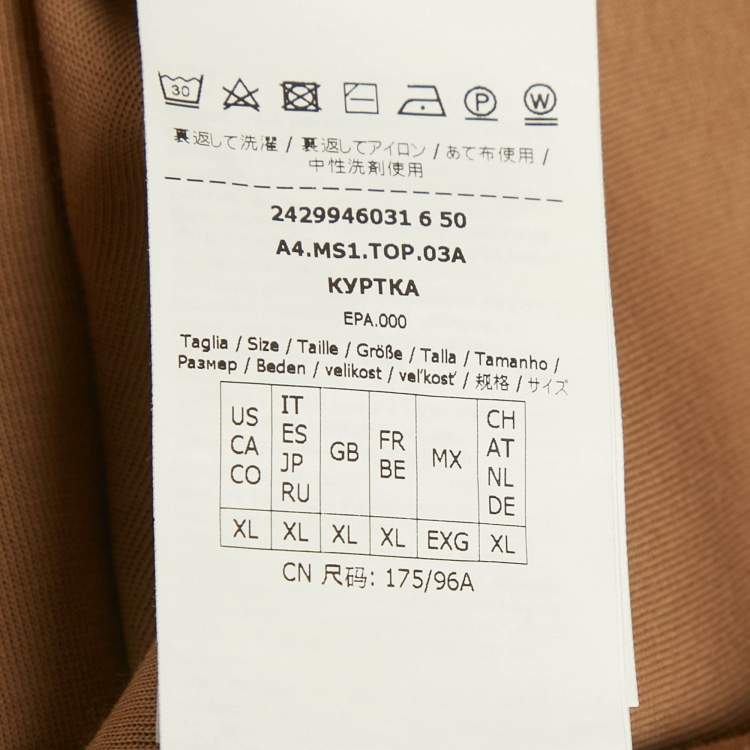 30
P
W
裏返して洗濯 / 裏返してアイロン / あて布使用 /
中性洗剤使用
2429946031 6 50
A4.MS1.TOP.03A
КУРТКА
EPA.000
Taglia / Size / Taille / Größe / Talla / Tamanho /
Размер / Beden / velikost / veľkosť / 规格 / サイズ
US CA CO
IT ES JP RU
GB
FR BE
MX
CH AT NL DE
XL XL XL XL EXG XL
CN 尺码: 175/96A